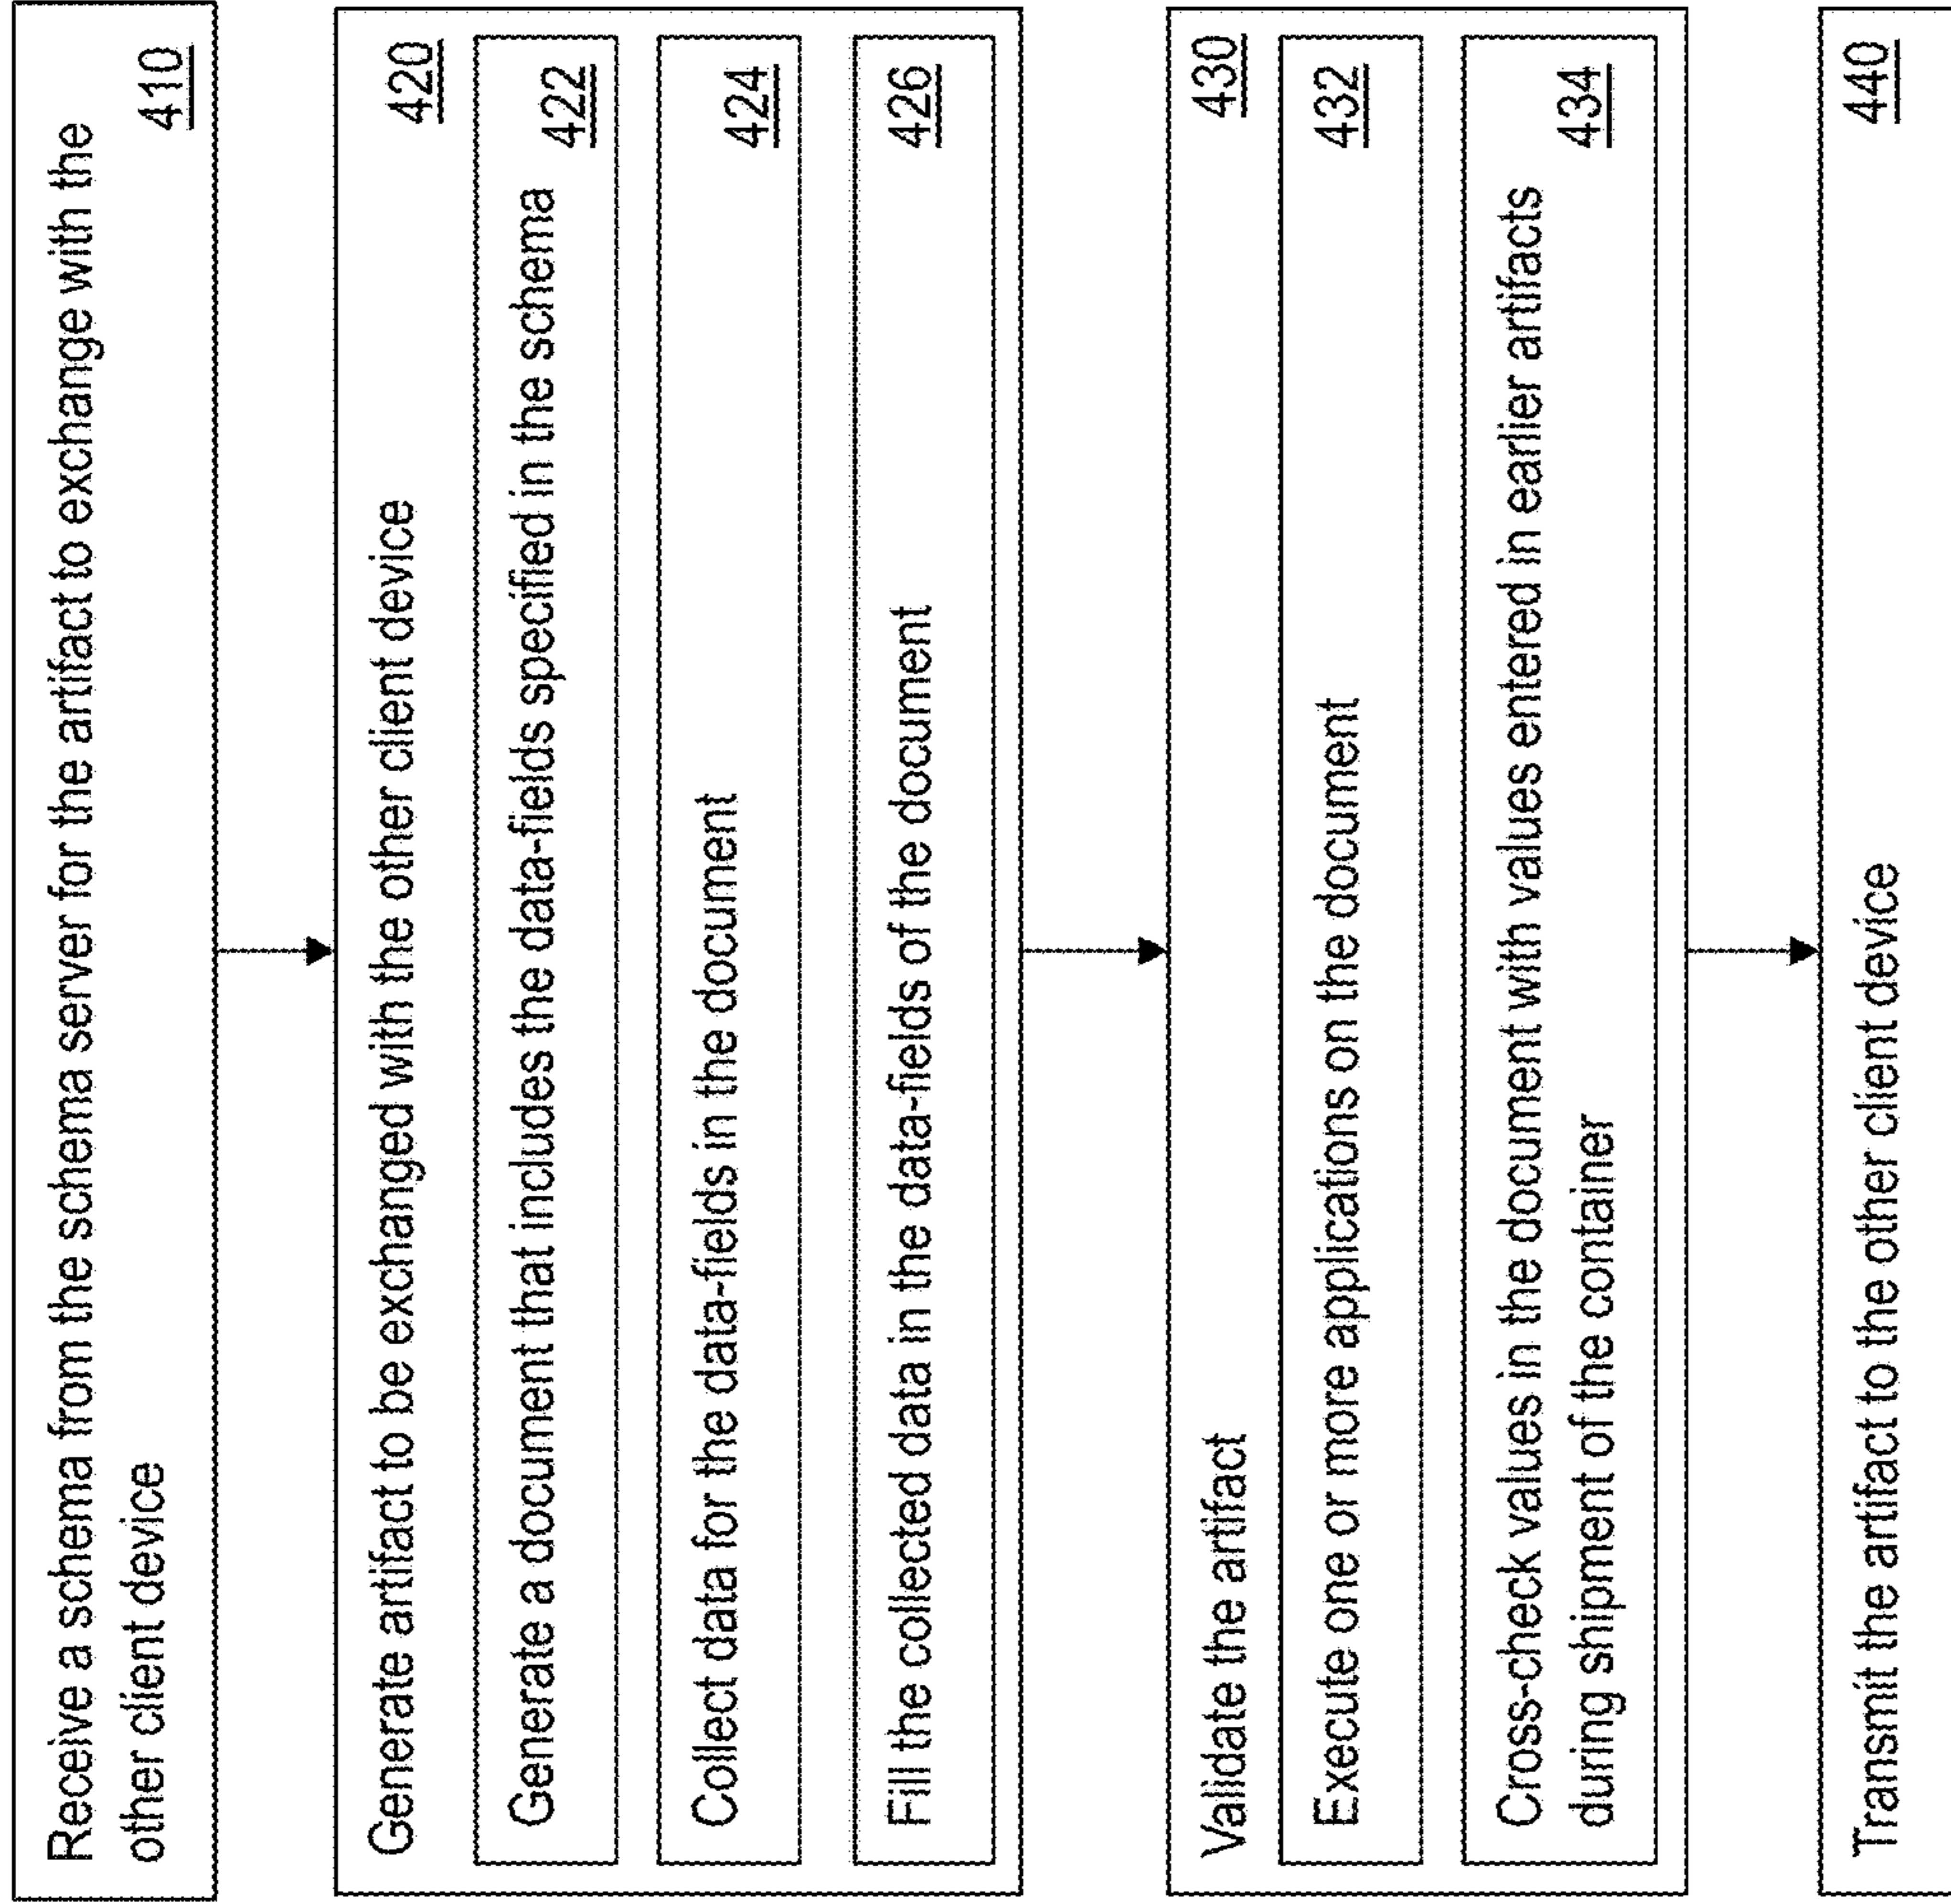 Receive a schema from the schema server for the artifact to exchange with the
other client device
410
Generate artifact to be exchanged with the other client device
420
Generate a document that includes the data-fields specified in the schema
422
Collect data for the data-fields in the document
424
Fill the collected data in the data-fields of the document
426
Validate the artifact
430
Execute one or more applications on the document
432
Cross-check values in the document with values entered in earlier artifacts
during shipment of the container
434
Transmit the artifact to the other client device
440